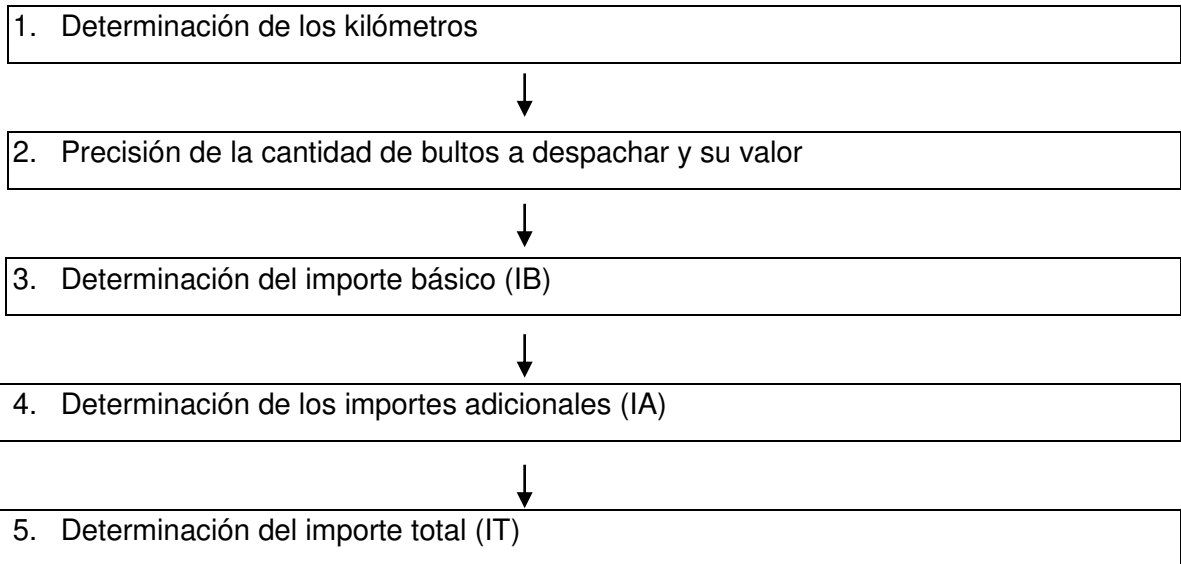 1. Determinación de los kilómetros
2. Precisión de la cantidad de bultos a despachar y su valor
3. Determinación del importe básico (IB)
4. Determinación de los importes adicionales (IA)
5. Determinación del importe total (IT)